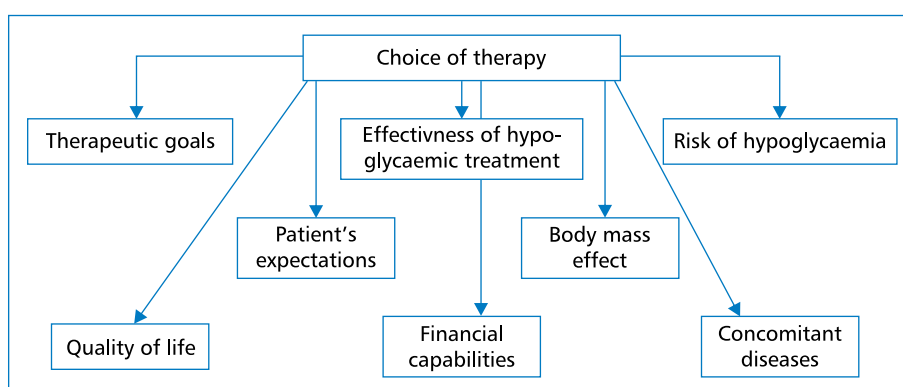 Choice of therapy
Therapeutic goals
Effectivness of hypo-
glycaemic treatment
Risk of hypoglycaemia
Patient's
expectations
Body mass
effect
Quality of life
Financial
capabilities
Concomitant
diseases